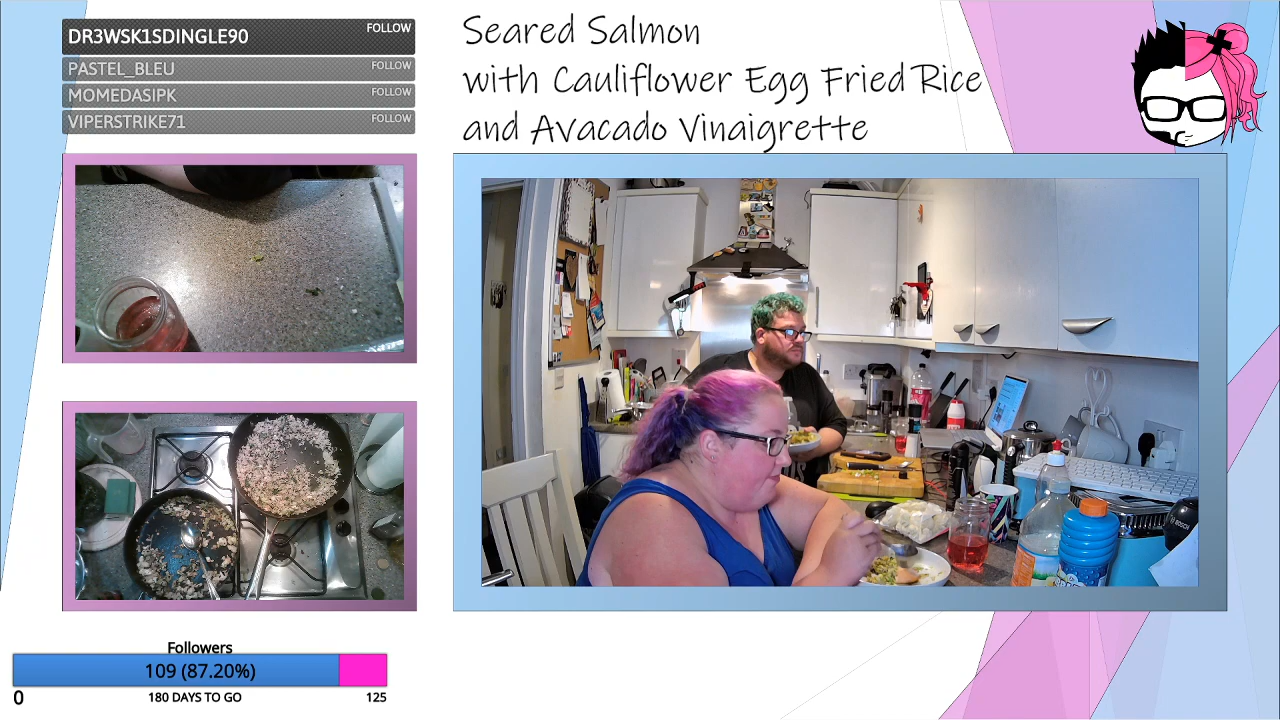 DR3WSK1SDINGLE90 FOLLOW
PASTEL_BLEU FOLLOW
MOMEDASIPK FOLLOW
VIPERSTRIKE71 FOLLOW
Seared Salmon
with Cauliflower Egg Fried Rice
and Avacado Vinaigrette
BOSCH
Followers
109 (87.20%)
0 180 DAYS TO GO 125